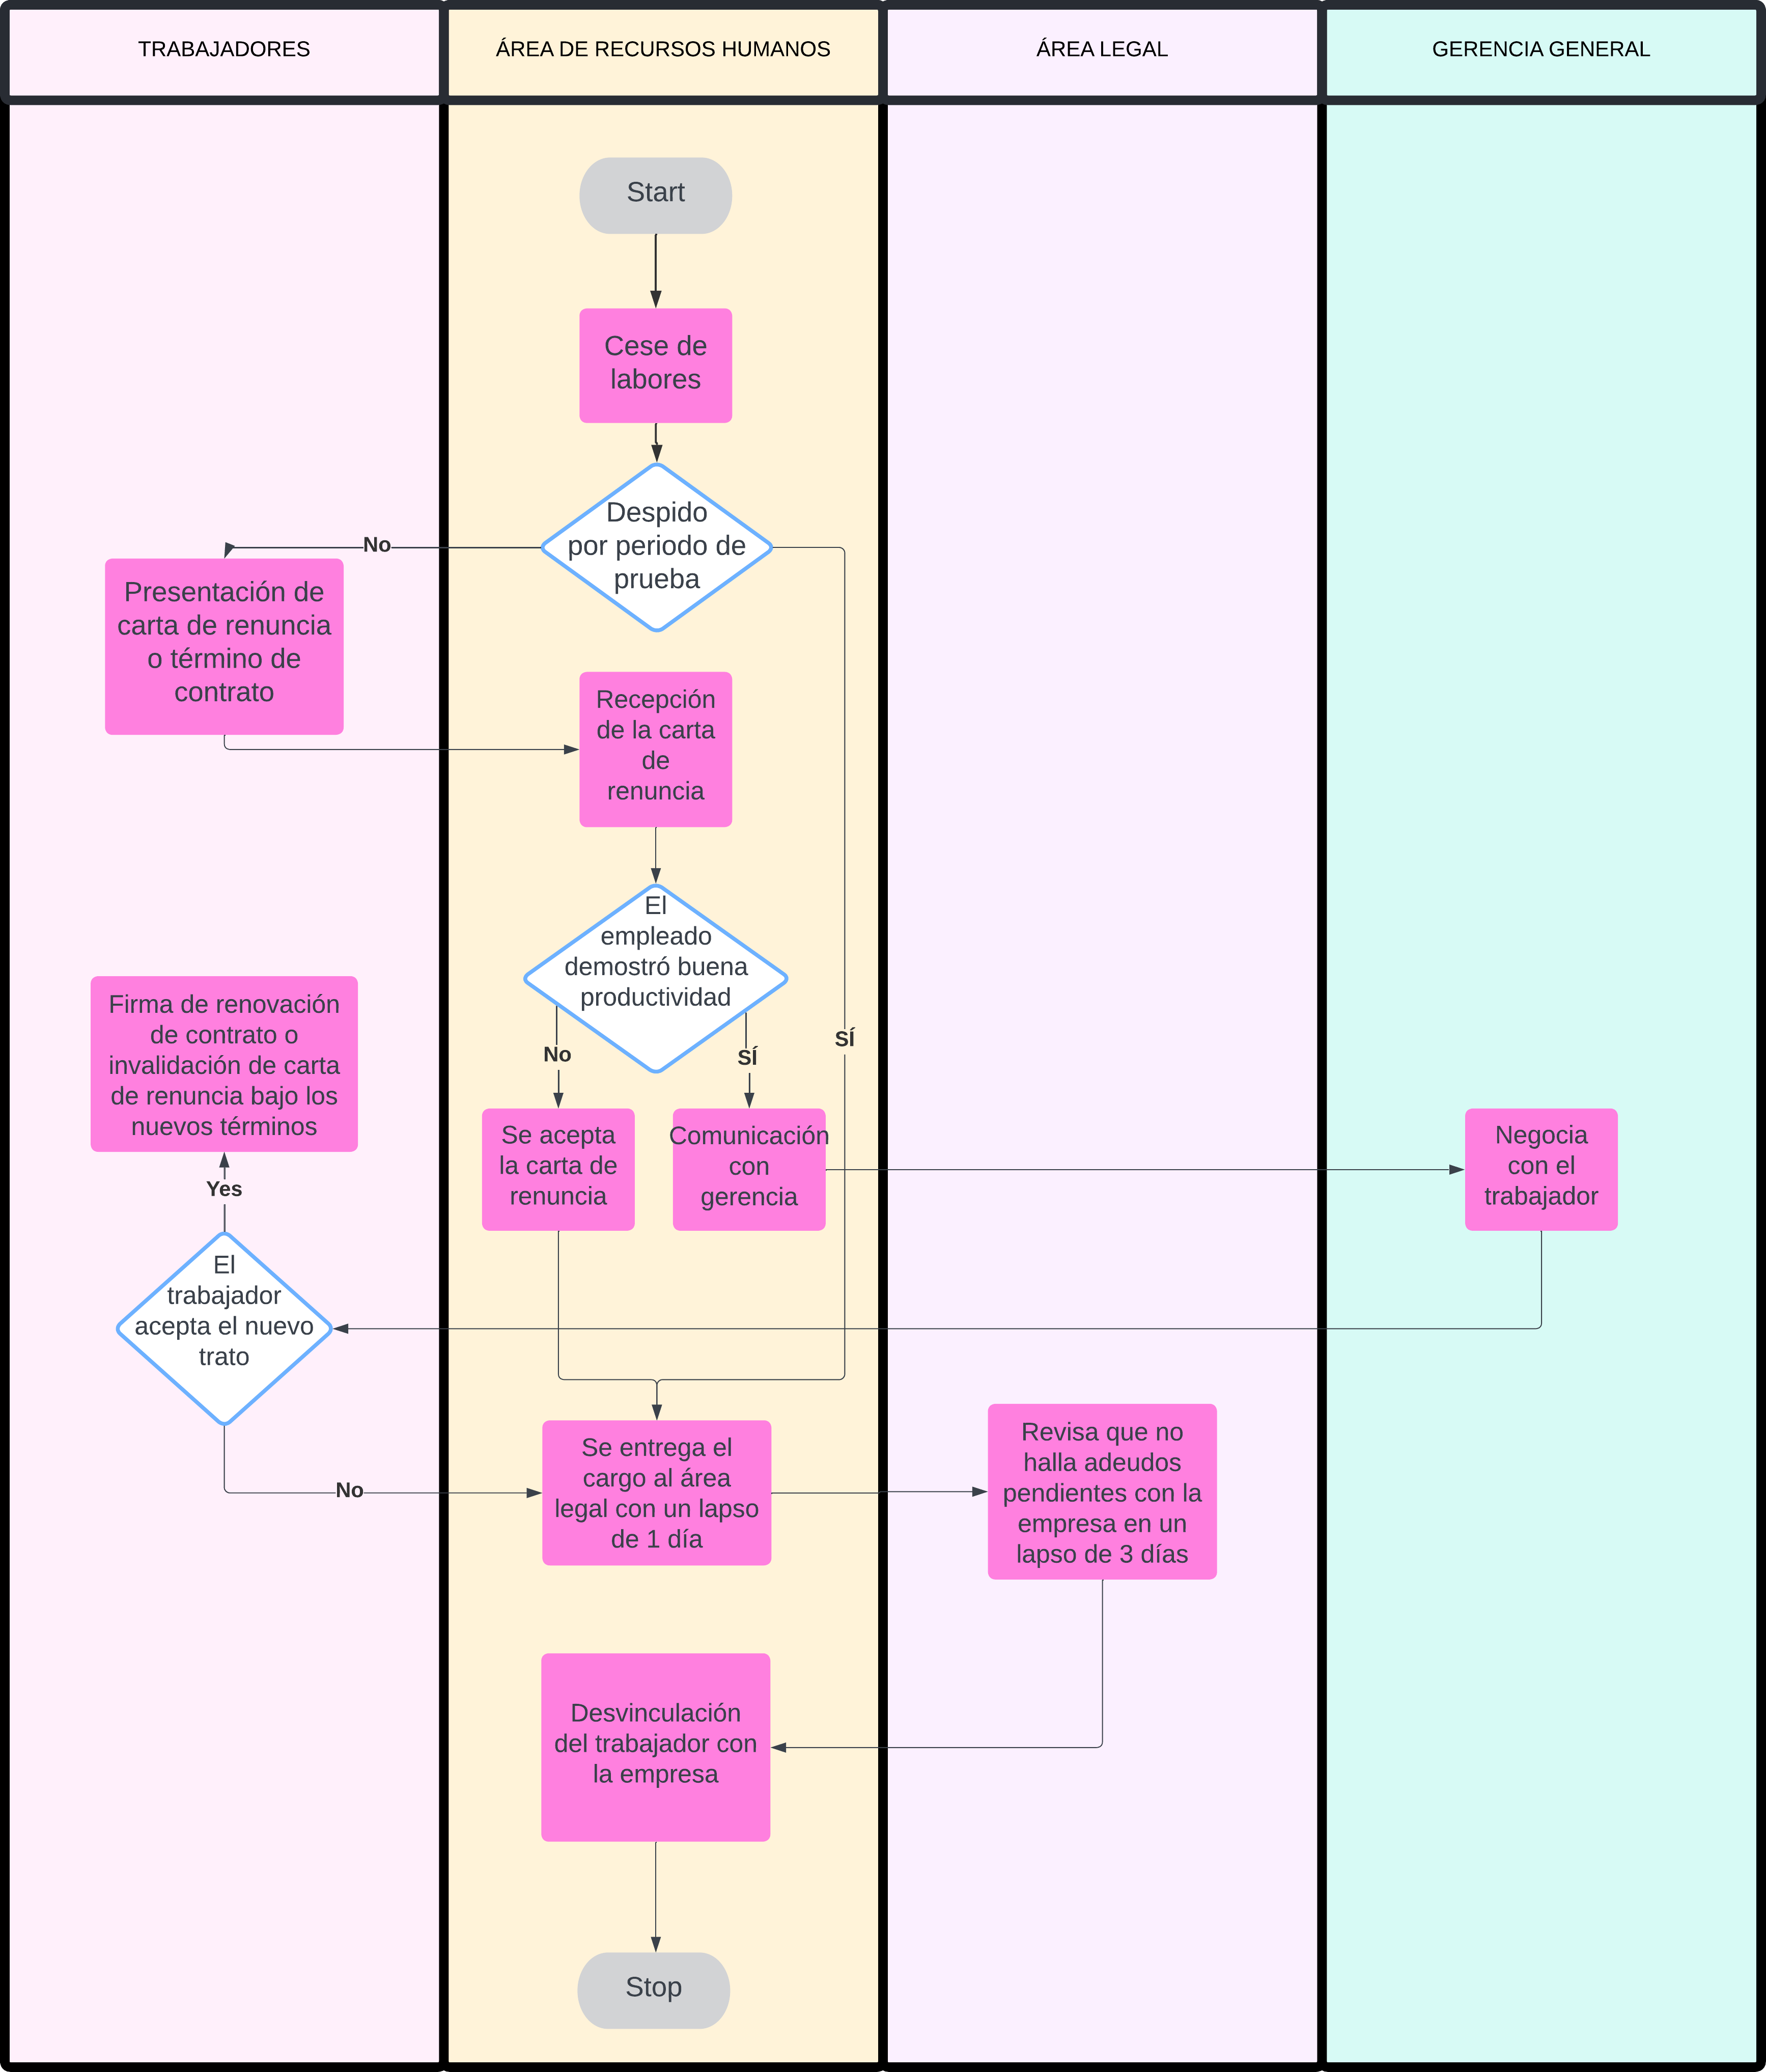 TRABAJADORES
ÁREA DE RECURSOS HUMANOS
ÁREA LEGAL
GERENCIA GENERAL
Start
Cese de
labores
Despido
por periodo de
prueba
No
Presentación de
carta de renuncia
o término de
contrato
Recepción
de la carta
de
renuncia
El
empleado
demostró buena
productividad
No
SÍ
SÍ
Firma de renovación
de contrato o
invalidación de carta
de renuncia bajo los
nuevos términos
Se acepta
la carta de
renuncia
Comunicación
con
gerencia
Negocia
con el
trabajador
Yes
El
trabajador
acepta el nuevo
trato
No
Se entrega el
cargo al área
legal con un lapso
de 1 día
Revisa que no
halla adeudos
pendientes con la
empresa en un
lapso de 3 días
Desvinculación
del trabajador con
la empresa
Stop